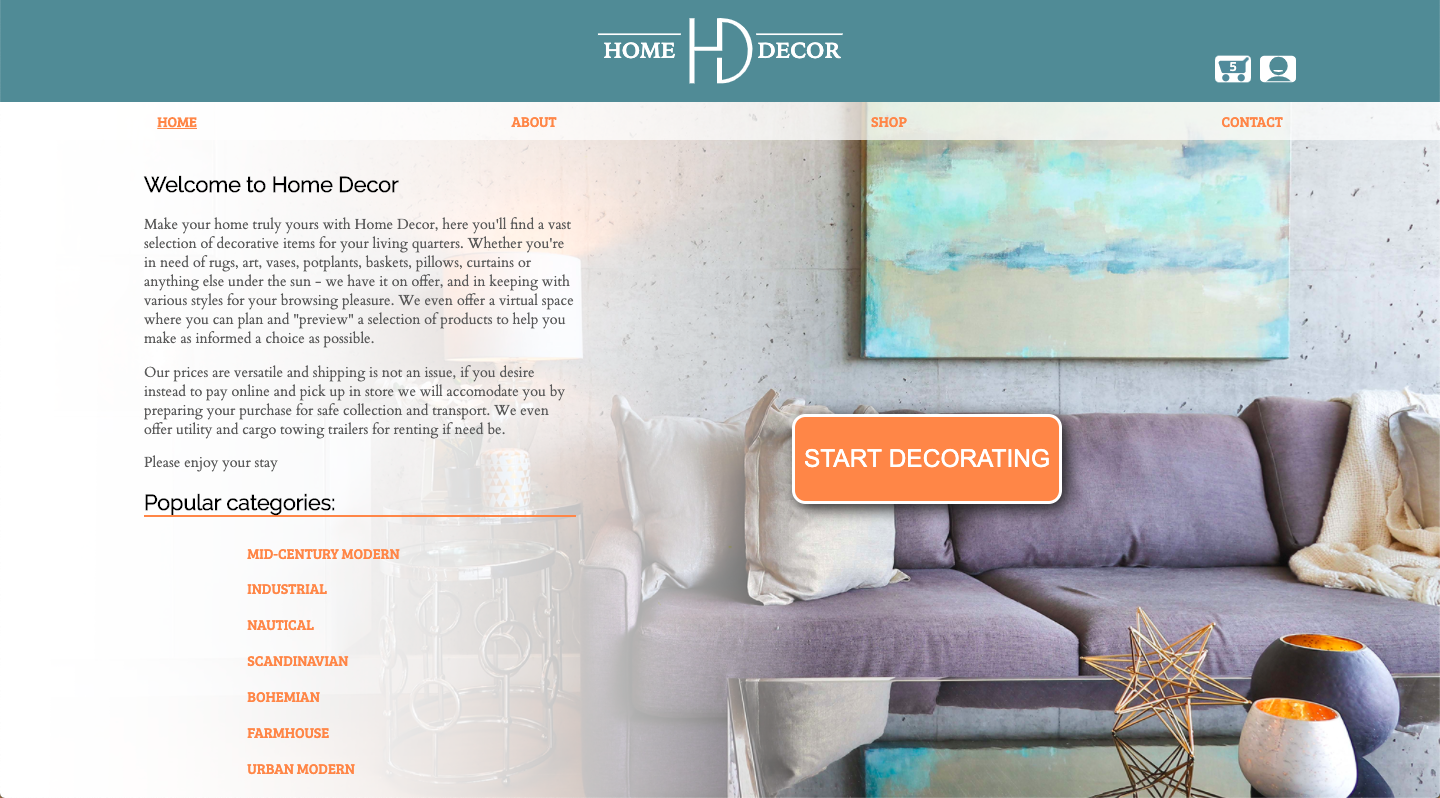 HOME HD DECOR
5
HOME ABOUT SHOP CONTACT
Welcome to Home Decor
Make your home truly yours with Home Decor, here you'll find a vast
selection of decorative items for your living quarters. Whether you're
in need of rugs, art, vases, potplants, baskets, pillows, curtains or
anything else under the sun - we have it on offer, and in keeping with
various styles for your browsing pleasure. We even offer a virtual space
where you can plan and "preview" a selection of products to help you
make as informed a choice as possible.
Our prices are versatile and shipping is not an issue, if you desire
instead to pay online and pick up in store we will accomodate you by
preparing your purchase for safe collection and transport. We even
offer utility and cargo towing trailers for renting if need be.
Please enjoy your stay
START DECORATING
Popular categories:
MID-CENTURY MODERN
INDUSTRIAL
NAUTICAL
SCANDINAVIAN
BOHEMIAN
FARMHOUSE
URBAN MODERN